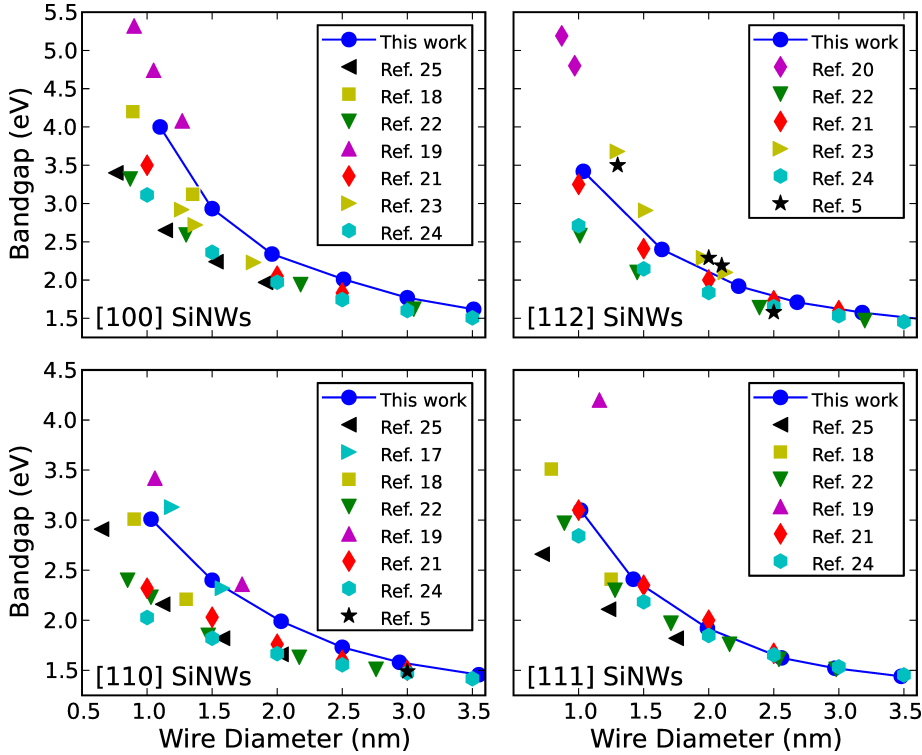 5.5
5.0
4.5
4.0
3.5
3.0
2.5
2.0
1.5
Bandgap (eV)
This work
Ref. 25
Ref. 18
Ref. 22
Ref. 19
Ref. 21
Ref. 23
Ref. 24
[100] SiNWs
This work
Ref. 20
Ref. 22
Ref. 21
Ref. 23
Ref. 24
Ref. 5
[112] SiNWs
4.5
4.0
3.5
3.0
2.5
2.0
1.5
Bandgap (eV)
This work
Ref. 25
Ref. 17
Ref. 18
Ref. 22
Ref. 19
Ref. 21
Ref. 24
Ref. 5
[110] SiNWs
0.5 1.0 1.5 2.0 2.5 3.0 3.5
Wire Diameter (nm)
This work
Ref. 25
Ref. 18
Ref. 22
Ref. 19
Ref. 21
Ref. 24
[111] SiNWs
1.0 1.5 2.0 2.5 3.0 3.5
Wire Diameter (nm)